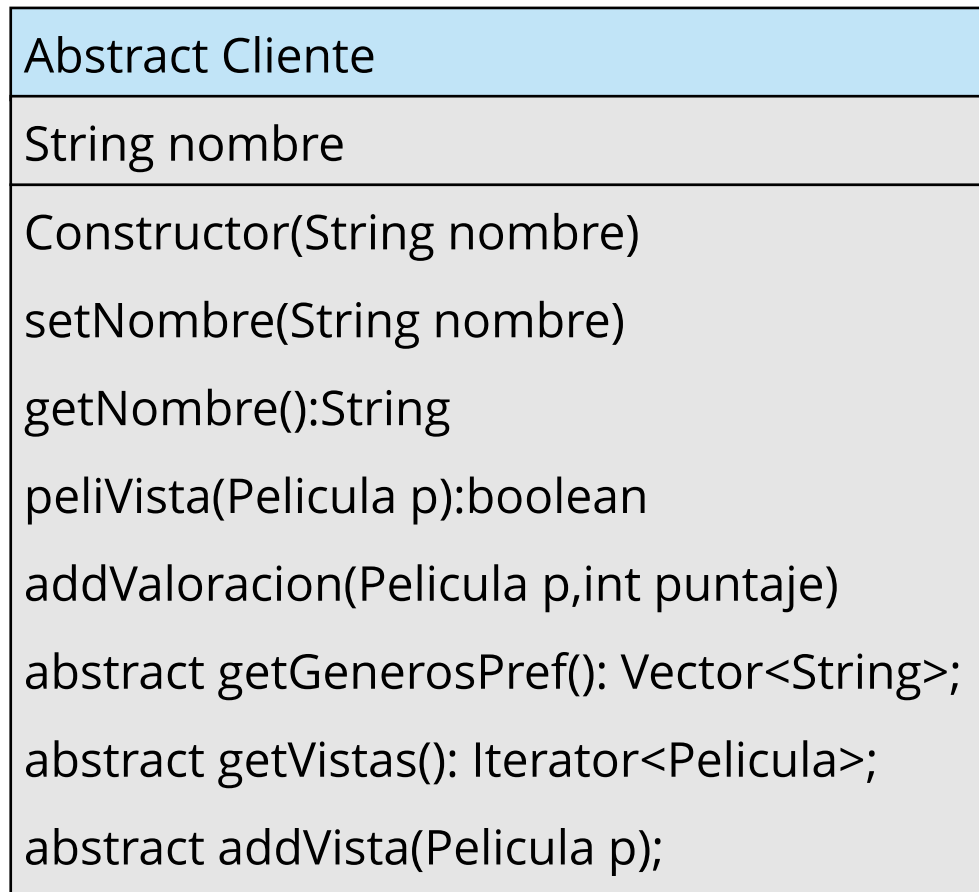 Abstract Cliente
String nombre
Constructor(String nombre)
setNombre(String nombre)
getNombre():String
peliVista(Pelicula p):boolean
addValoracion(Pelicula p,int puntaje)
abstract getGenerosPref(): Vector<String>;
abstract getVistas(): Iterator<Pelicula>;
abstract addVista(Pelicula p);